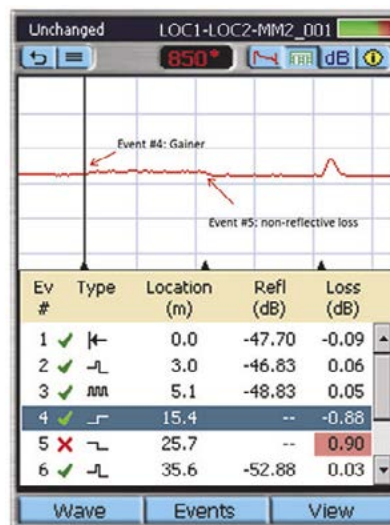 Unchanged LOC1-LOC2-MM2_001
850* dB
Event #4: Gainer
Event #5: non-reflective loss
Ev Type Location Refl Loss
# (m) (dB) (dB)
1 0.0 -47.70 -0.09
2 3.0 -46.83 0.06
3 5.1 -48.83 0.05
4 15.4 -- -0.88
5 25.7 -- 0.90
6 35.6 -52.88 0.03
Wave Events View